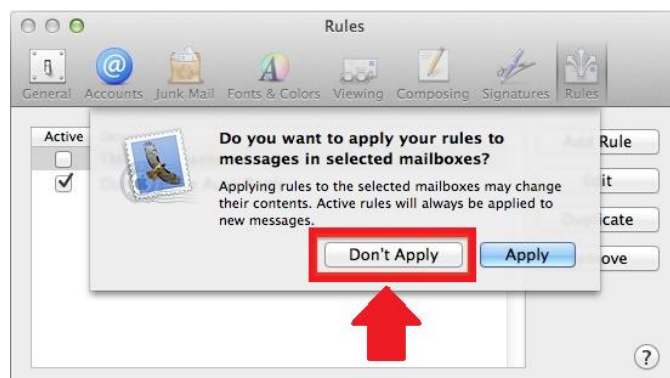 Rules
General Accounts Junk Mail Fonts & Colors Viewing Composing Signatures Rules
Active
Do you want to apply your rules to
messages in selected mailboxes?
Applying rules to the selected mailboxes may change
their contents. Active rules will always be applied to
new messages.
Don't Apply Apply
Add Rule
?